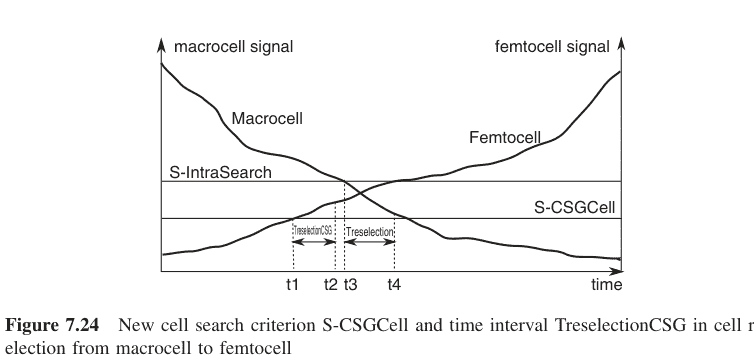 macrocell signal femtocell signal
Macrocell
Femtocell
S-IntraSearch
S-CSGCell
TreselectionCSG Treselection
t1 t2 t3 t4 time
Figure 7.24 New cell search criterion S-CSGCell and time interval TreselectionCSG in cell r
election from macrocell to femtocell